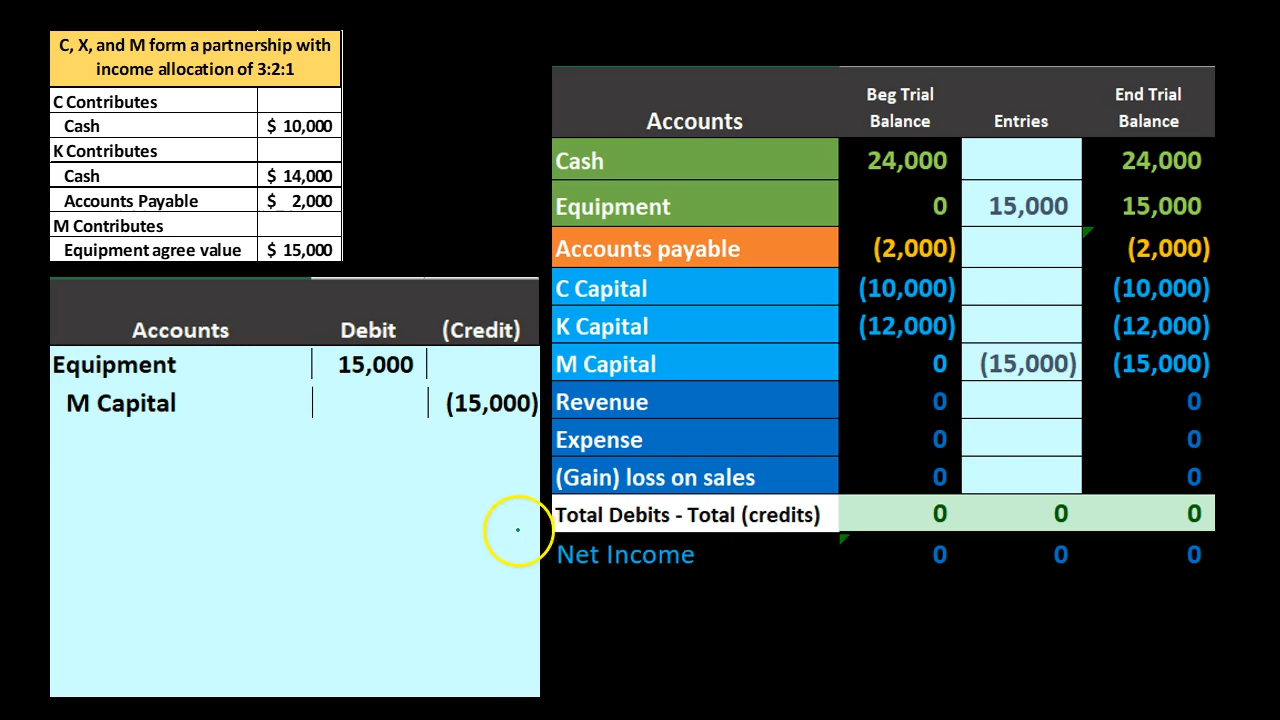 C, X, and M form a partnership with
income allocation of 3:2:1
C Contributes
Cash $ 10,000
K Contributes
Cash $ 14,000
Accounts Payable $ 2,000
M Contributes
Equipment agree value $ 15,000
Accounts Debit (Credit)
Equipment 15,000
M Capital (15,000)
Beg Trial End Trial
Accounts Balance Entries Balance
Cash 24,000 24,000
Equipment 0 15,000 15,000
Accounts payable (2,000) (2,000)
C Capital (10,000) (10,000)
K Capital (12,000) (12,000)
M Capital 0 (15,000) (15,000)
Revenue 0 0
Expense 0 0
(Gain) loss on sales 0 0
Total Debits - Total (credits) 0 0 0
Net Income 0 0 0